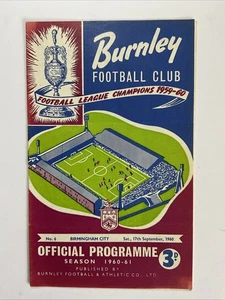 Burnley
FOOTBALL CLUB
FOOTBALL LEAGUE CHAMPIONS 1959-60
No. 6 BIRMINGHAM CITY Sat., 17th September, 1960
OFFICIAL PROGRAMME
SEASON 1960-61
3D
PUBLISHED BY
BURNLEY FOOTBALL & ATHLETIC CO. LTD.